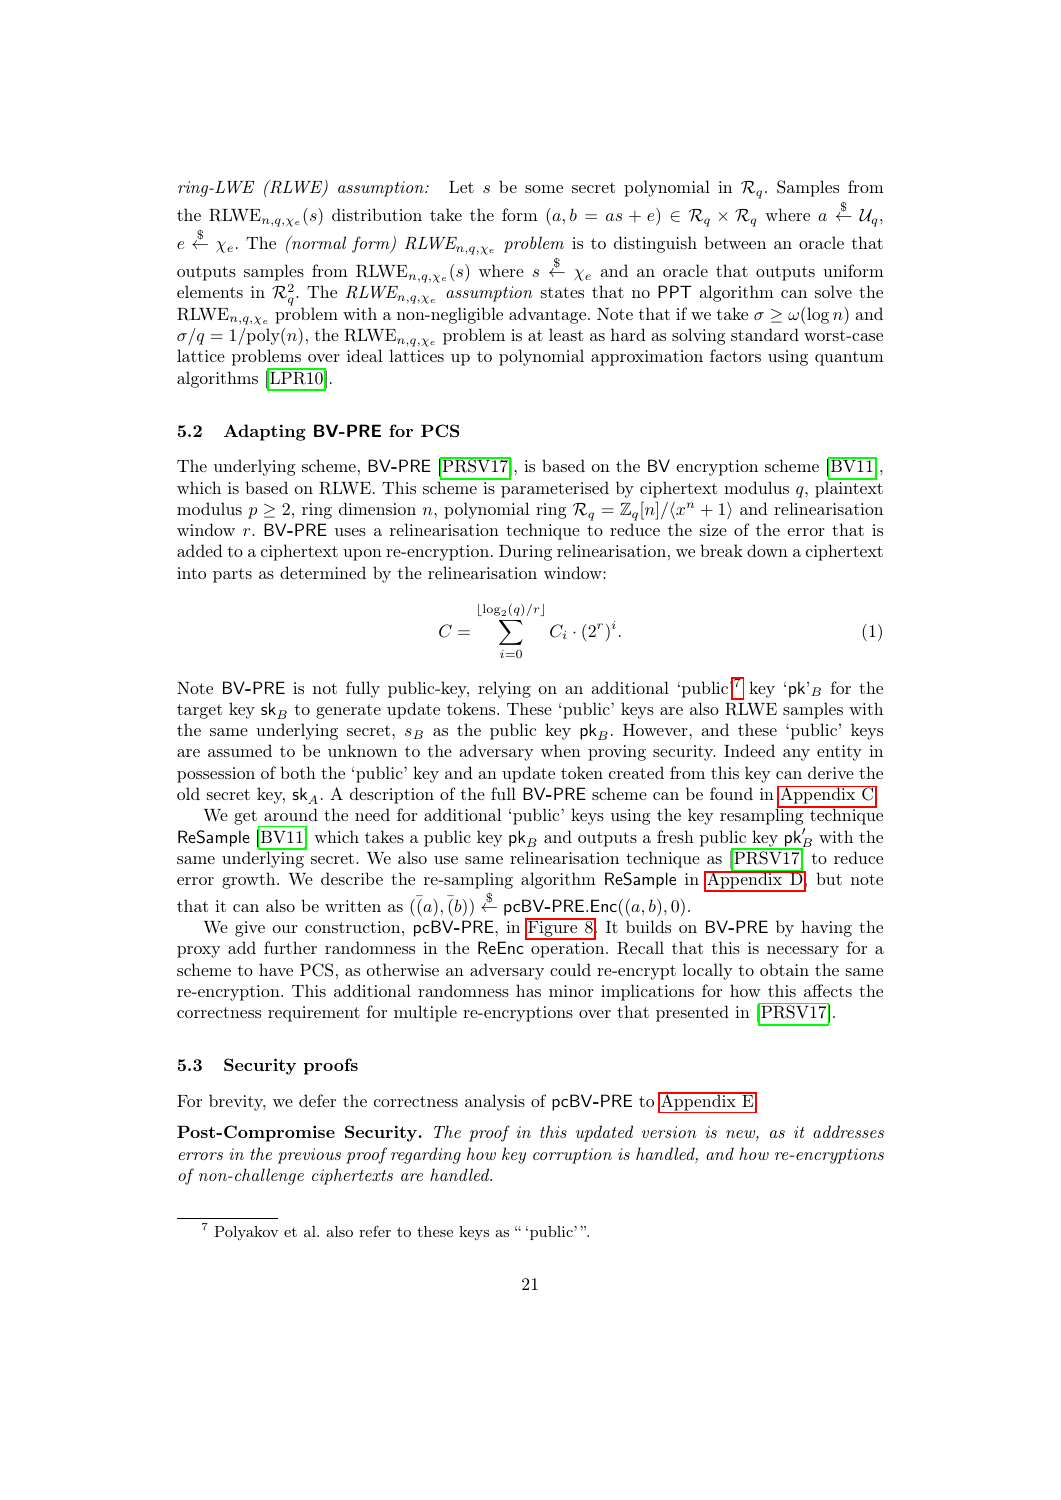 ring-LWE (RLWE) assumption: Let s be some secret polynomial in ℛ_q. Samples from
the RLWE_{n,q,χ_e}(s) distribution take the form (a, b = as + e) ∈ ℛ_q × ℛ_q where a ←$ 𝒰_q,
e ←$ χ_e. The (normal form) RLWE_{n,q,χ_e} problem is to distinguish between an oracle that
outputs samples from RLWE_{n,q,χ_e}(s) where s ←$ χ_e and an oracle that outputs uniform
elements in ℛ_q^2. The RLWE_{n,q,χ_e} assumption states that no PPT algorithm can solve the
RLWE_{n,q,χ_e} problem with a non-negligible advantage. Note that if we take σ ≥ ω(log n) and
σ/q = 1/poly(n), the RLWE_{n,q,χ_e} problem is at least as hard as solving standard worst-case
lattice problems over ideal lattices up to polynomial approximation factors using quantum
algorithms [LPR10].
5.2 Adapting BV-PRE for PCS
The underlying scheme, BV-PRE [PRSV17], is based on the BV encryption scheme [BV11],
which is based on RLWE. This scheme is parameterised by ciphertext modulus q, plaintext
modulus p ≥ 2, ring dimension n, polynomial ring ℛ_q = ℤ_q[n]/⟨x^n + 1⟩ and relinearisation
window r. BV-PRE uses a relinearisation technique to reduce the size of the error that is
added to a ciphertext upon re-encryption. During relinearisation, we break down a ciphertext
into parts as determined by the relinearisation window:
C = ∑_{i=0}^{⌊log_2(q)/r⌋} C_i · (2^r)^i. (1)
Note BV-PRE is not fully public-key, relying on an additional ‘public’^7 key ‘pk’_B for the
target key sk_B to generate update tokens. These ‘public’ keys are also RLWE samples with
the same underlying secret, s_B as the public key pk_B. However, and these ‘public’ keys
are assumed to be unknown to the adversary when proving security. Indeed any entity in
possession of both the ‘public’ key and an update token created from this key can derive the
old secret key, sk_A. A description of the full BV-PRE scheme can be found in Appendix C.
We get around the need for additional ‘public’ keys using the key resampling technique
ReSample [BV11] which takes a public key pk_B and outputs a fresh public key pk′_B with the
same underlying secret. We also use same relinearisation technique as [PRSV17] to reduce
error growth. We describe the re-sampling algorithm ReSample in Appendix D, but note
that it can also be written as (\bar(a), \bar(b)) ←$ pcBV-PRE.Enc((a, b), 0).
We give our construction, pcBV-PRE, in Figure 8. It builds on BV-PRE by having the
proxy add further randomness in the ReEnc operation. Recall that this is necessary for a
scheme to have PCS, as otherwise an adversary could re-encrypt locally to obtain the same
re-encryption. This additional randomness has minor implications for how this affects the
correctness requirement for multiple re-encryptions over that presented in [PRSV17].
5.3 Security proofs
For brevity, we defer the correctness analysis of pcBV-PRE to Appendix E.
Post-Compromise Security. The proof in this updated version is new, as it addresses
errors in the previous proof regarding how key corruption is handled, and how re-encryptions
of non-challenge ciphertexts are handled.
7 Polyakov et al. also refer to these keys as “ ‘public’ ”.
21